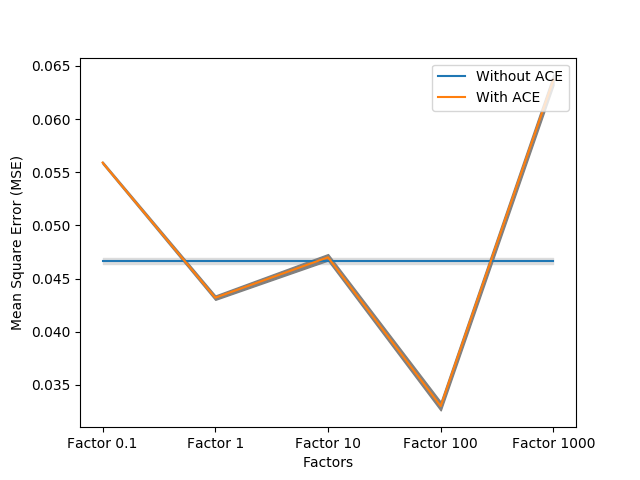 0.065
0.060
0.055
0.050
0.045
0.040
0.035
Mean Square Error (MSE)
Without ACE
With ACE
Factor 0.1
Factor 1
Factor 10
Factor 100
Factor 1000
Factors